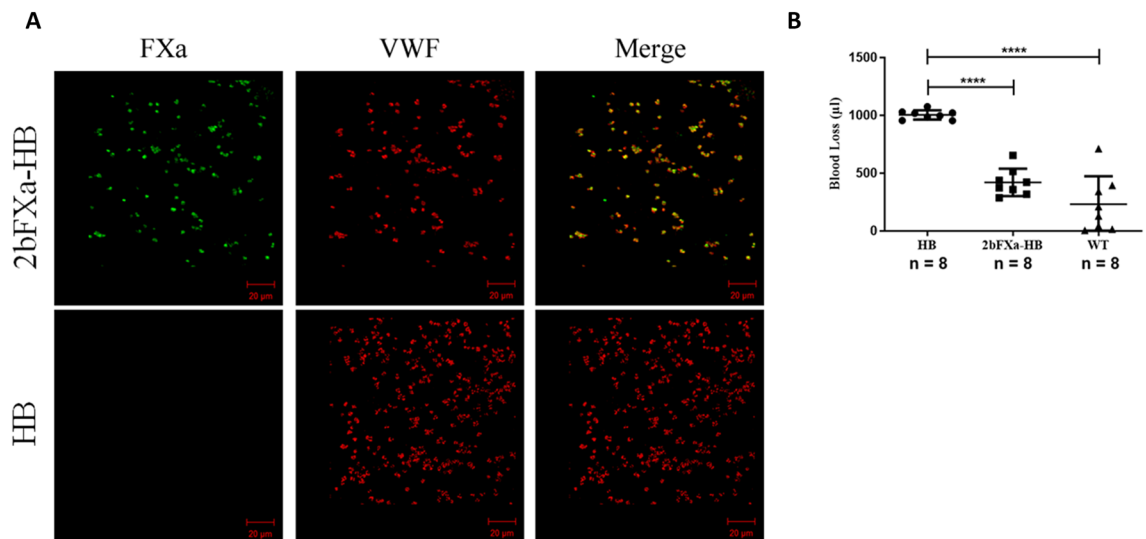 A
FXa
VWF
Merge
2bFXa-HB
20 µm
20 µm
20 µm
HB
20 µm
20 µm
20 µm
B
****
****
Blood Loss (µl)
1500
1000
500
0
HB
2bFXa-HB
WT
n = 8
n = 8
n = 8